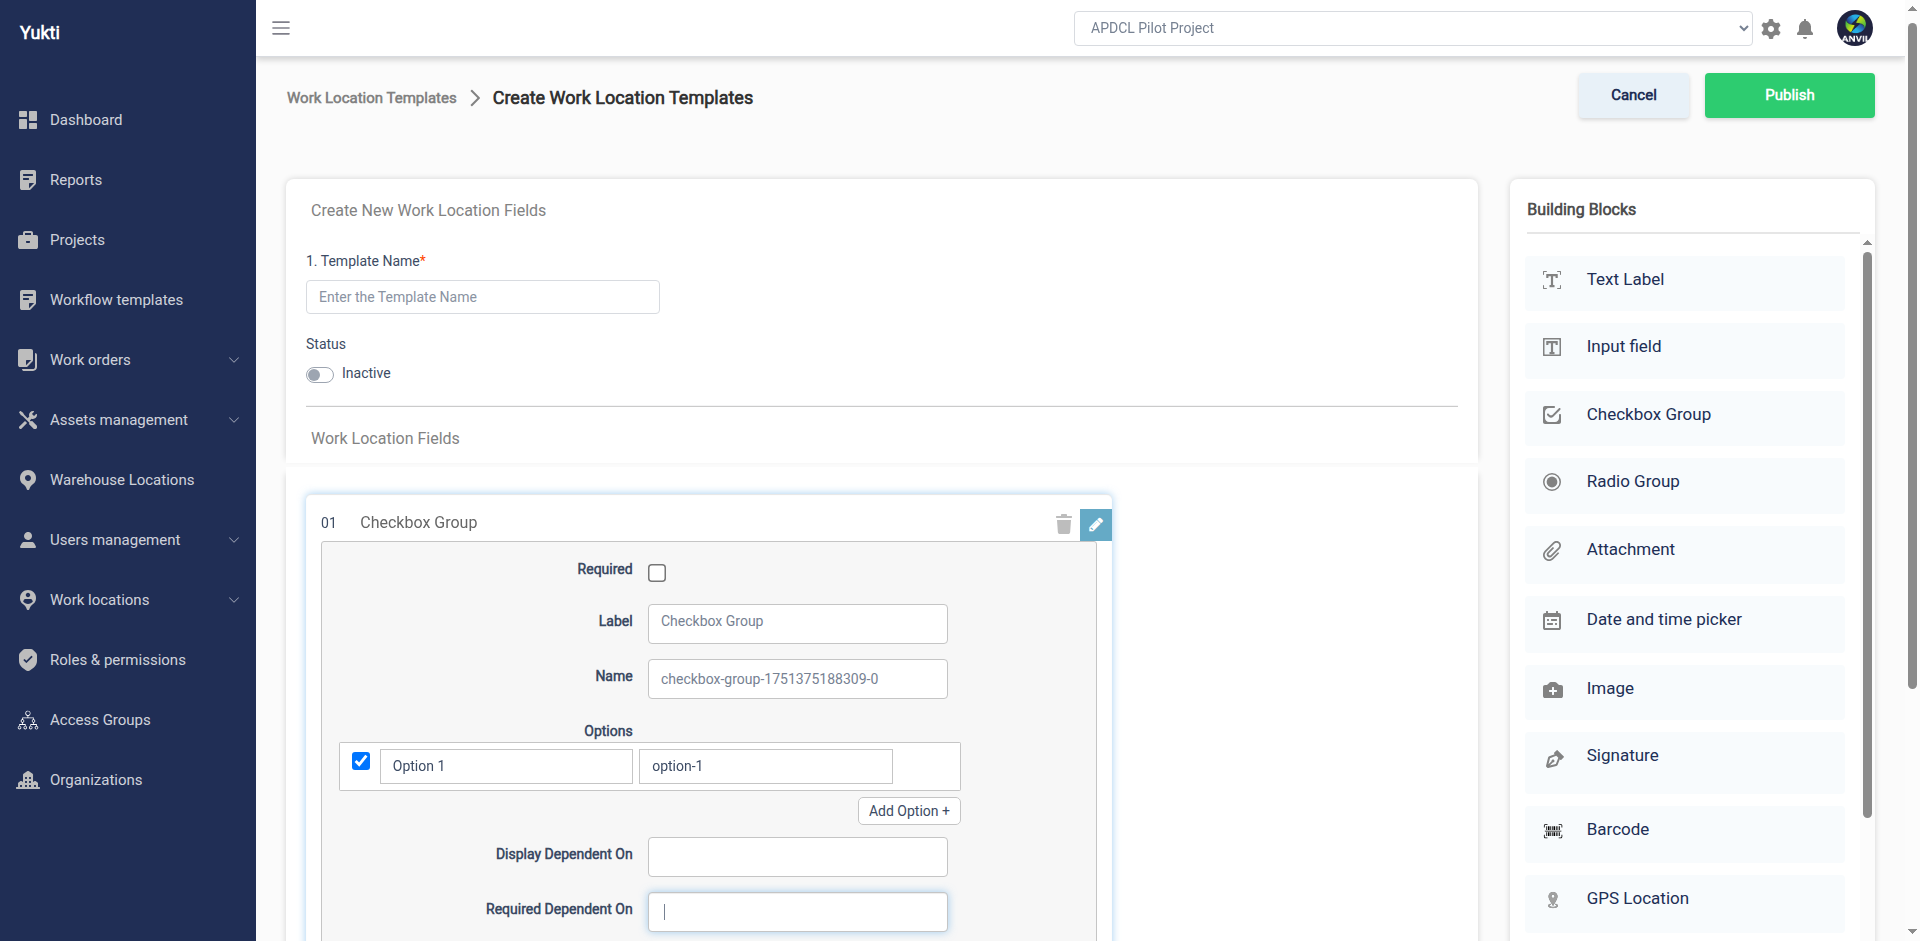 Yukti
Dashboard
Reports
Projects
Workflow templates
Work orders
Assets management
Warehouse Locations
Users management
Work locations
Roles & permissions
Access Groups
Organizations
APDCL Pilot Project
ANVIL
Work Location Templates
Create Work Location Templates
Cancel
Publish
Create New Work Location Fields
1. Template Name*
Enter the Template Name
Status
Inactive
Work Location Fields
01 Checkbox Group
Required
Label Checkbox Group
Name checkbox-group-1751375188309-0
Options
Option 1 option-1
Add Option +
Display Dependent On
Required Dependent On
Building Blocks
Text Label
Input field
Checkbox Group
Radio Group
Attachment
Date and time picker
Image
Signature
Barcode
GPS Location